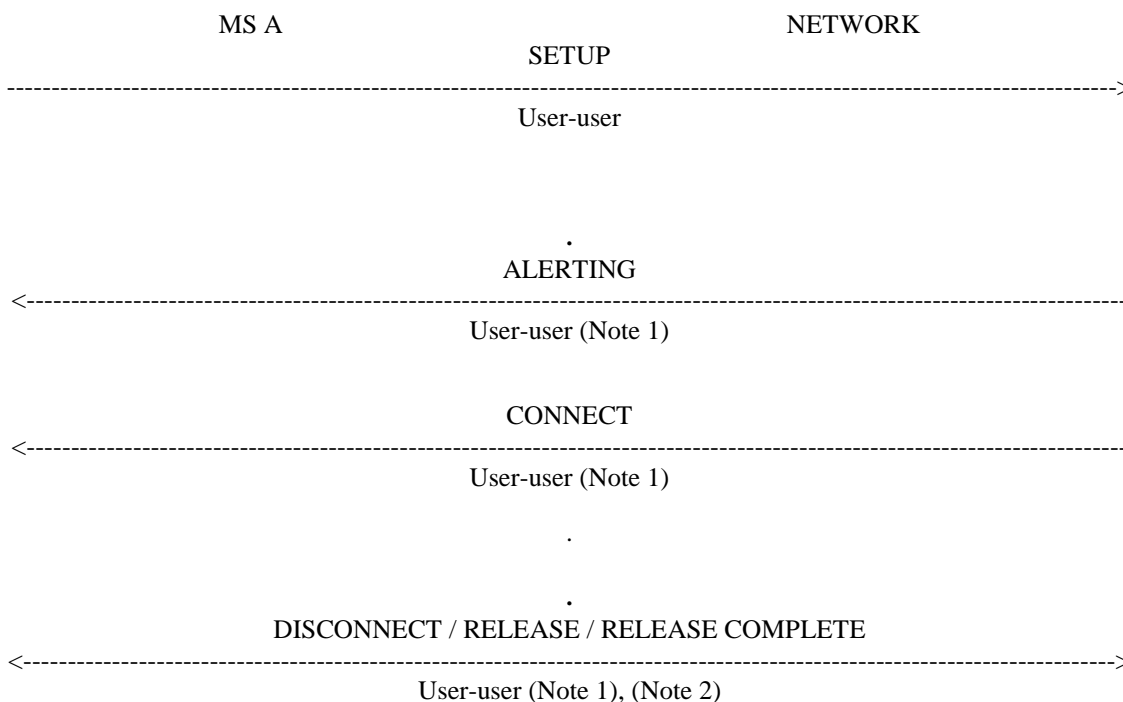 MS A NETWORK
SETUP
User-user
.
ALERTING
User-user (Note 1)
CONNECT
User-user (Note 1)
.
.
DISCONNECT / RELEASE / RELEASE COMPLETE
User-user (Note 1), (Note 2)